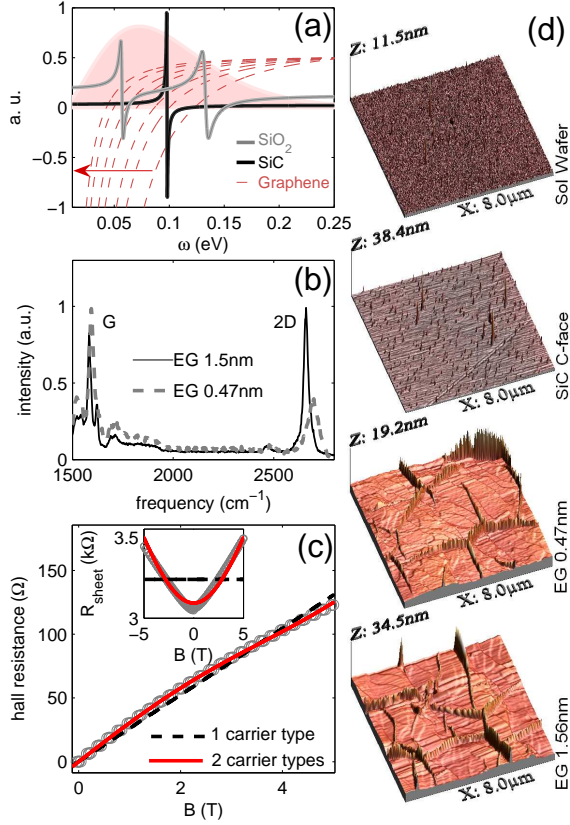 (a)
1
0.5
0
−0.5
−1
a. u.
SiO2
SiC
Graphene
0.05
0.1
0.15
0.2
0.25
ω (eV)
(b)
1
0.5
0
intensity (a.u.)
G
2D
EG 1.5nm
EG 0.47nm
1500
2000
2500
frequency (cm−1)
(c)
150
100
50
0
hall resistance (Ω)
3.5
3
Rsheet (kΩ)
−5
0
5
B (T)
1 carrier type
2 carrier types
0
2
4
B (T)
(d)
Z: 11.5nm
X: 8.0μm
SoI Wafer
Z: 38.4nm
X: 8.0μm
SiC C-face
Z: 19.2nm
X: 8.0μm
EG 0.47nm
Z: 34.5nm
X: 8.0μm
EG 1.56nm